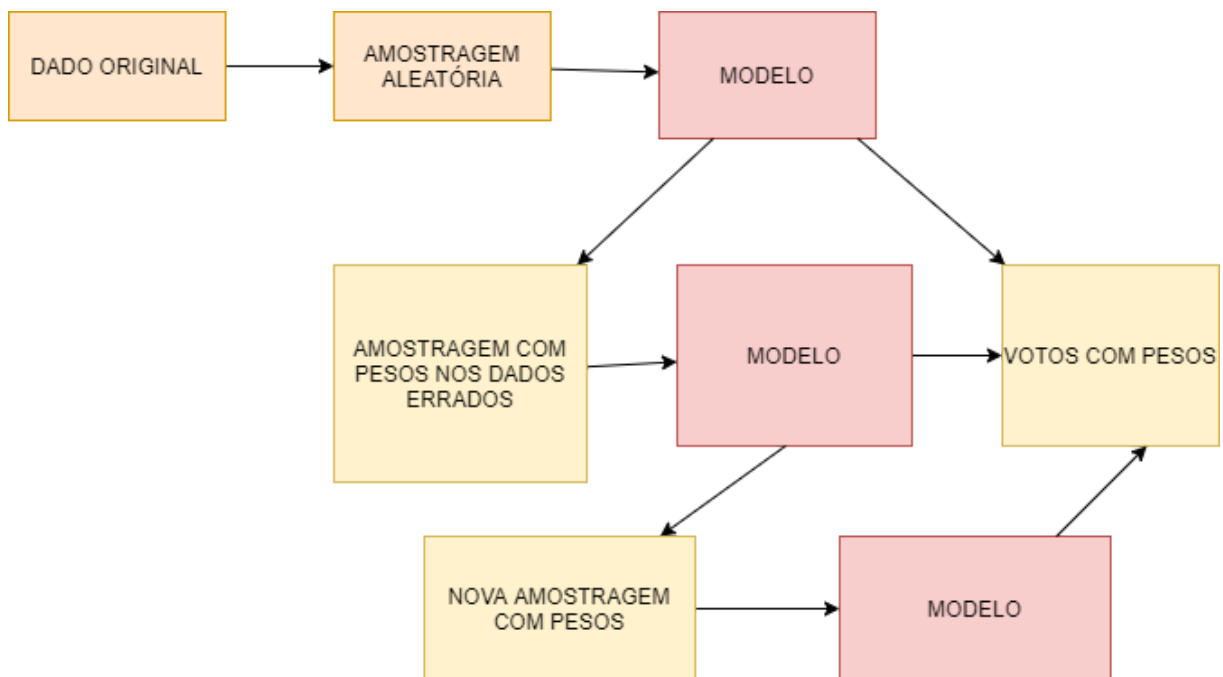 DADO ORIGINAL
AMOSTRAGEM
ALEATÓRIA
MODELO
AMOSTRAGEM COM
PESOS NOS DADOS
ERRADOS
MODELO
VOTOS COM PESOS
NOVA AMOSTRAGEM
COM PESOS
MODELO